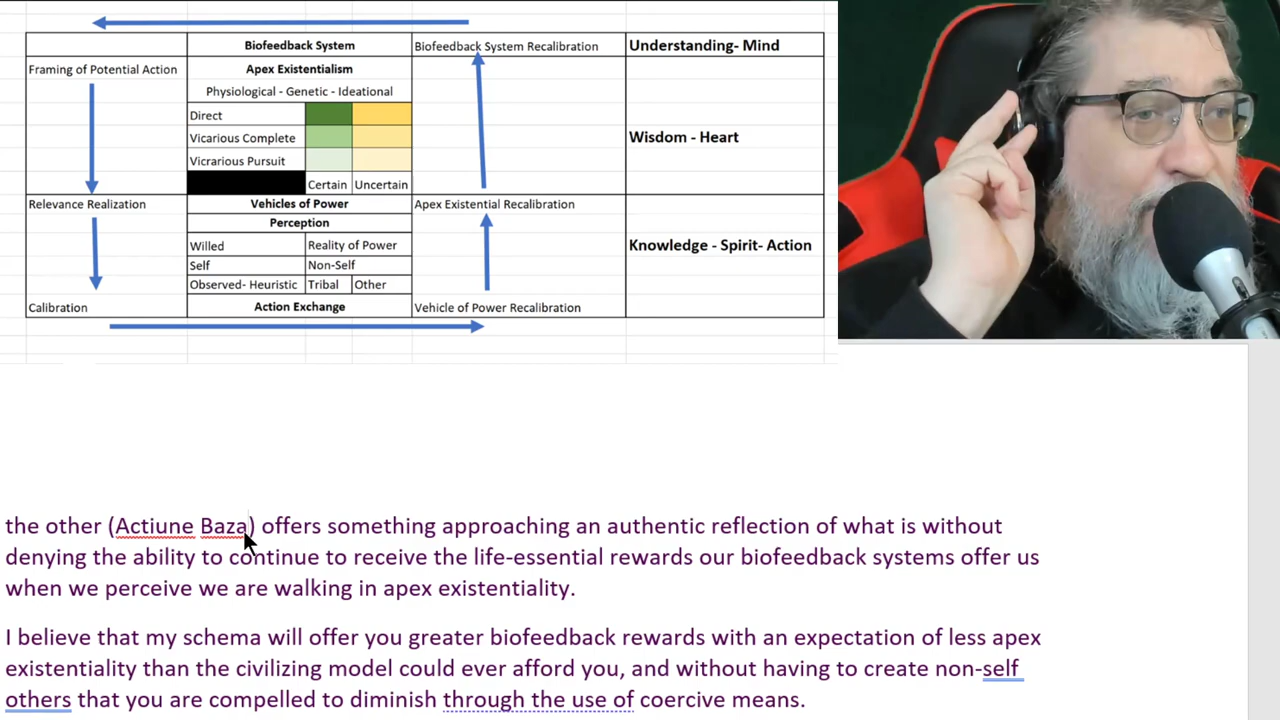 Biofeedback System
Biofeedback System Recalibration
Understanding- Mind
Framing of Potential Action
Apex Existentialism
Physiological - Genetic - Ideational
Direct
Vicarious Complete
Wisdom - Heart
Vicrarious Pursuit
Certain
Uncertain
Relevance Realization
Vehicles of Power
Apex Existential Recalibration
Perception
Willed
Reality of Power
Knowledge - Spirit- Action
Self
Non-Self
Observed- Heuristic
Tribal
Other
Calibration
Action Exchange
Vehicle of Power Recalibration
the other (Actiune Baza) offers something approaching an authentic reflection of what is without
denying the ability to continue to receive the life-essential rewards our biofeedback systems offer us
when we perceive we are walking in apex existentiality.
I believe that my schema will offer you greater biofeedback rewards with an expectation of less apex
existentiality than the civilizing model could ever afford you, and without having to create non-self
others that you are compelled to diminish through the use of coercive means.